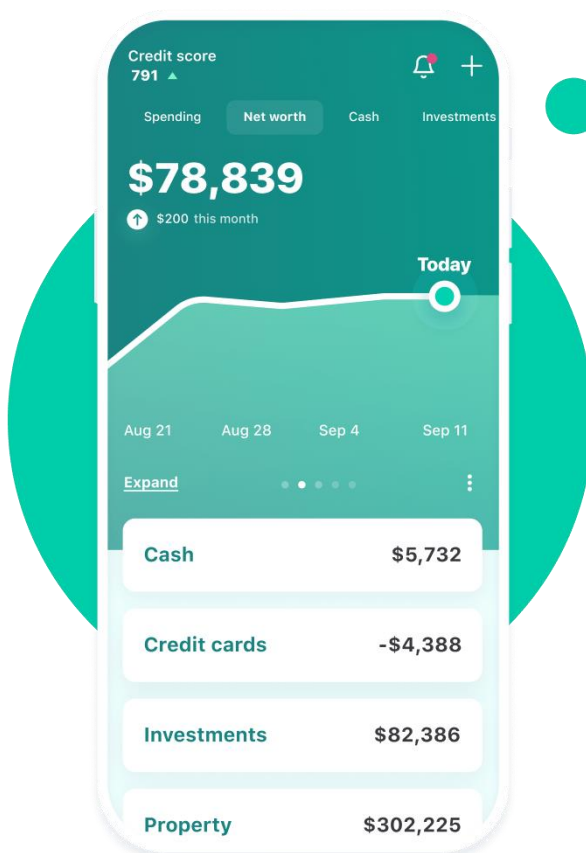 Credit score
791
Spending Net worth Cash Investments
$78,839
$200 this month
Today
Aug 21 Aug 28 Sep 4 Sep 11
Expand
Cash $5,732
Credit cards -$4,388
Investments $82,386
Property $302,225